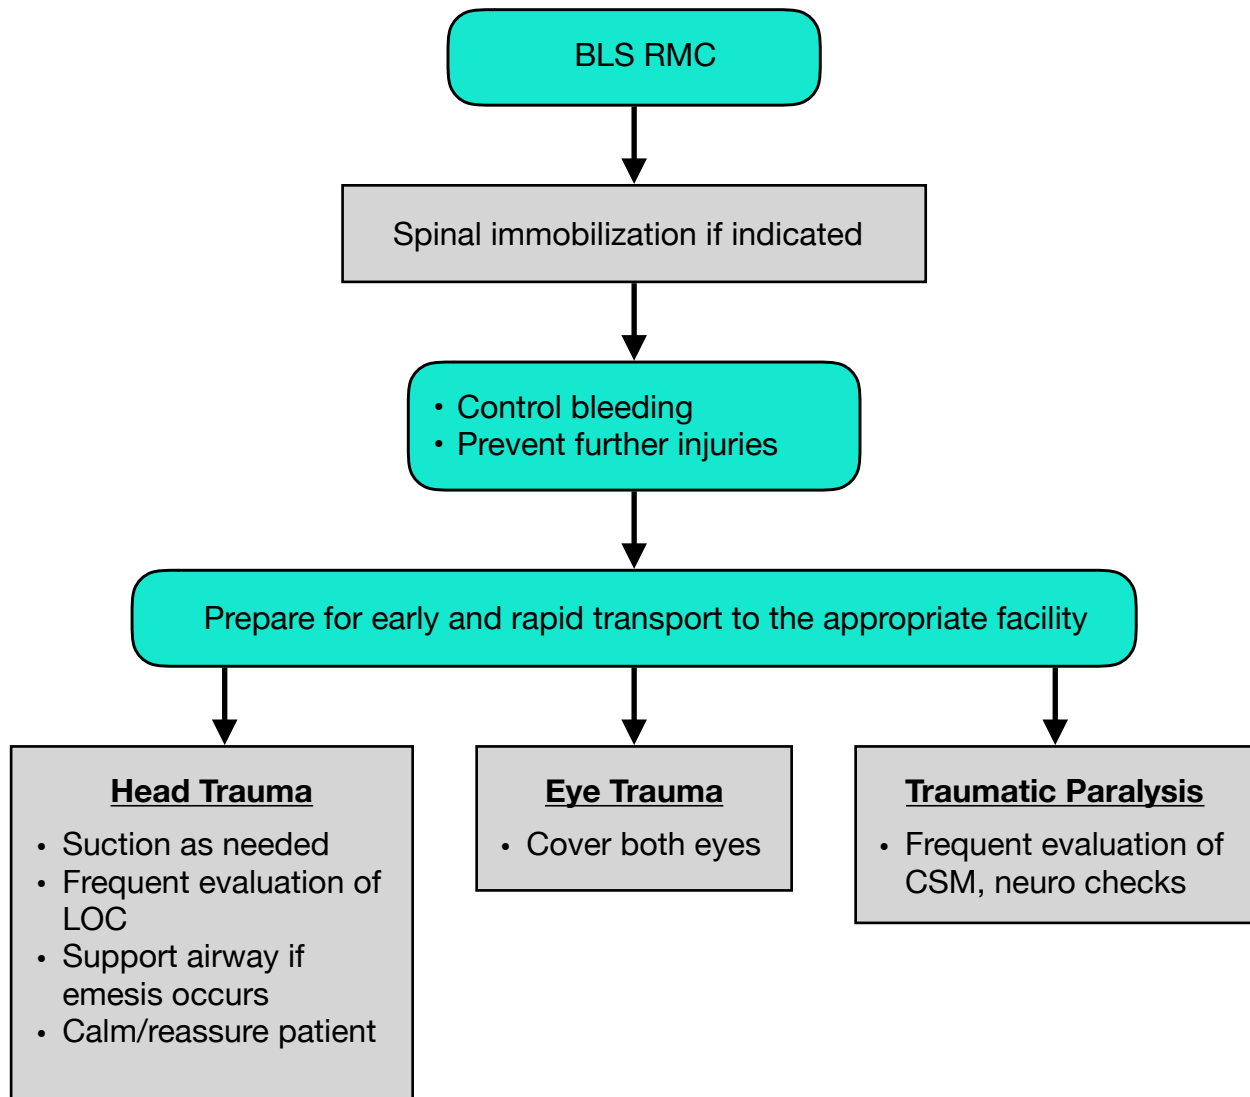 BLS RMC
Spinal immobilization if indicated
• Control bleeding
• Prevent further injuries
Prepare for early and rapid transport to the appropriate facility
Head Trauma
• Suction as needed
• Frequent evaluation of
LOC
• Support airway if
emesis occurs
• Calm/reassure patient
Eye Trauma
• Cover both eyes
Traumatic Paralysis
• Frequent evaluation of
CSM, neuro checks